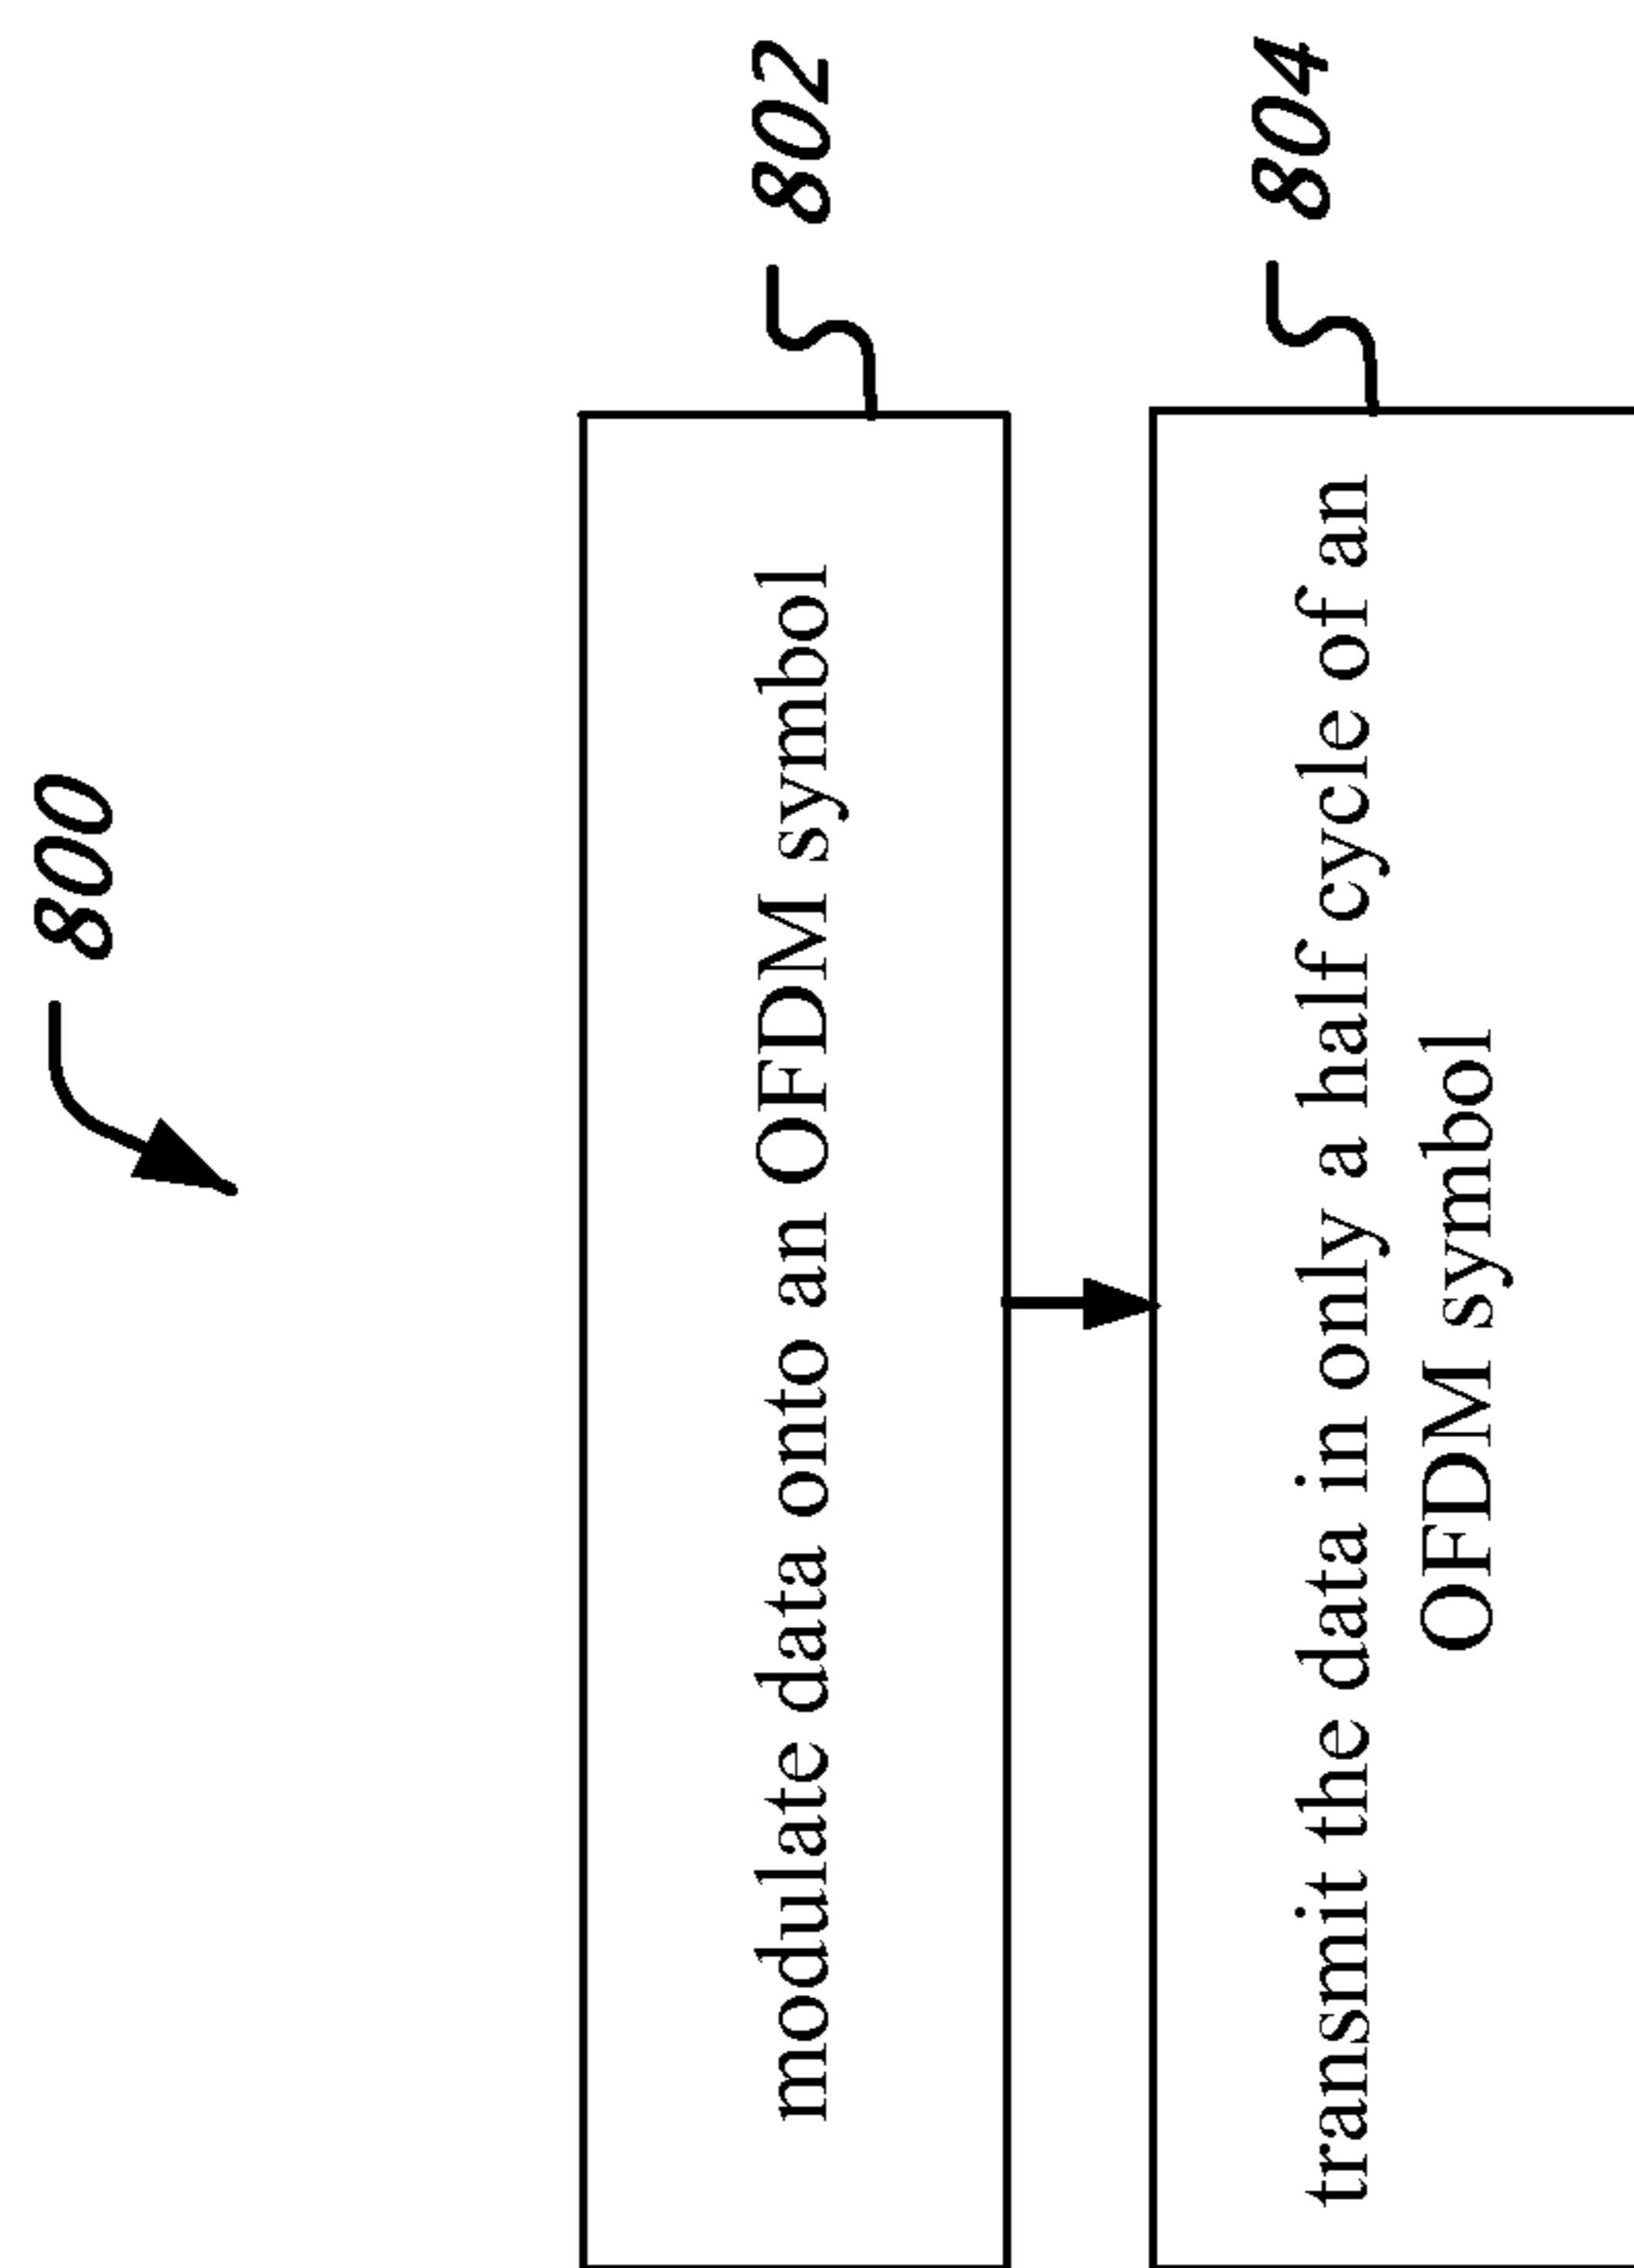 800
modulate data onto an OFDM symbol
802
transmit the data in only a half cycle of an
OFDM symbol
804